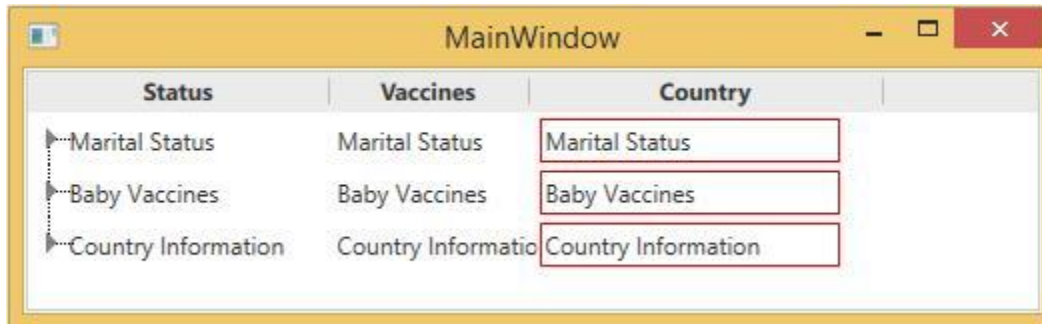 MainWindow
Status Vaccines Country
Marital Status Marital Status Marital Status
Baby Vaccines Baby Vaccines Baby Vaccines
Country Information Country Informatio Country Information